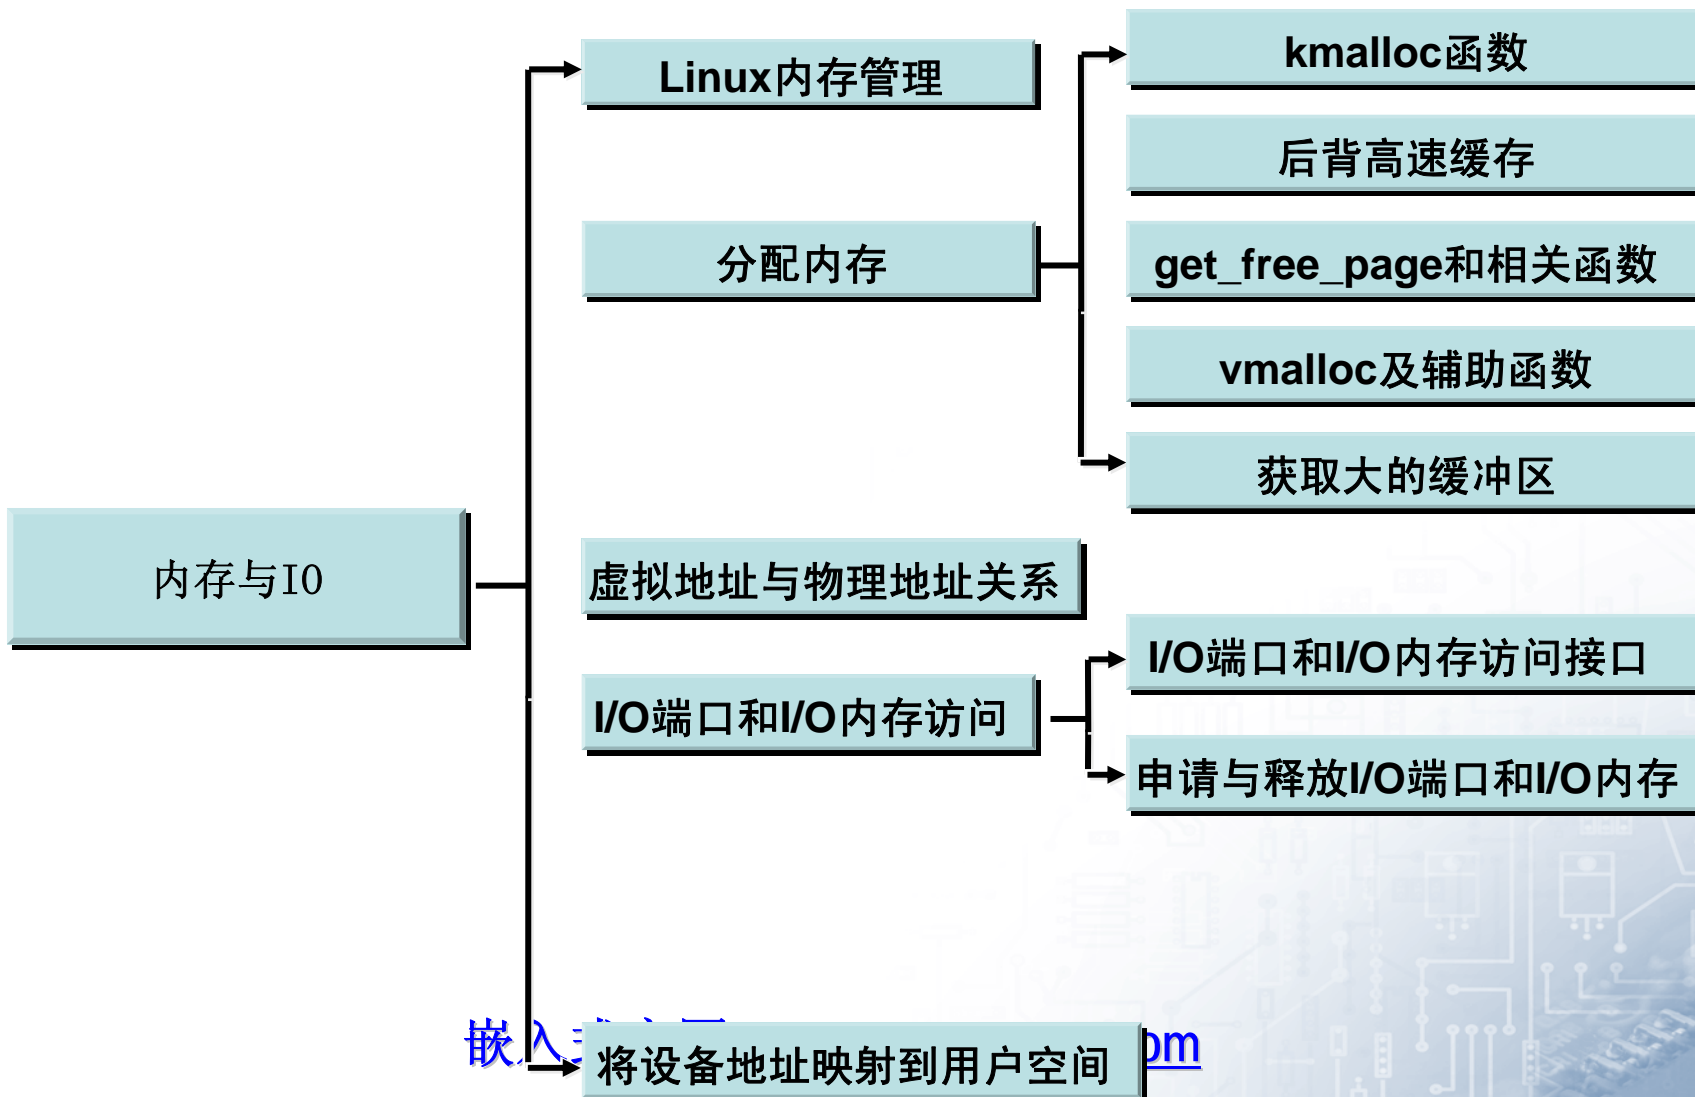 kmalloc函数
Linux内存管理
后背高速缓存
分配内存
get_free_page和相关函数
vmalloc及辅助函数
获取大的缓冲区
内存与IO
虚拟地址与物理地址关系
I/O端口和I/O内存访问接口
I/O端口和I/O内存访问
申请与释放I/O端口和I/O内存
嵌入
将设备地址映射到用户空间